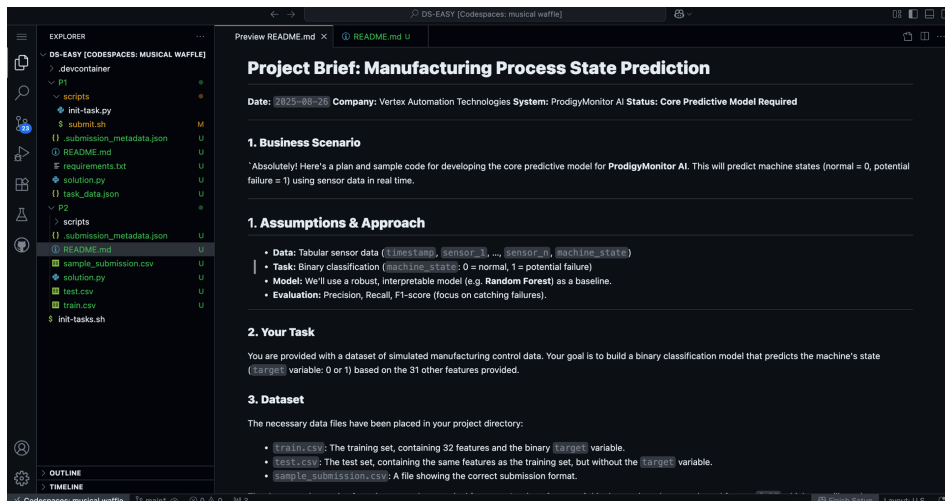 DS-EASY [Codespaces: musical waffle]
EXPLORER
Preview README.md
README.md U
DS-EASY [CODESPACES: MUSICAL WAFFLE]
.devcontainer
P1
scripts
init-task.py
$ submit.sh M
{} .submission_metadata.json U
README.md U
requirements.txt U
solution.py U
{} task_data.json U
P2
scripts
{} .submission_metadata.json U
README.md U
sample_submission.csv U
solution.py U
test.csv U
train.csv U
$ init-tasks.sh
23
OUTLINE
TIMELINE
Project Brief: Manufacturing Process State Prediction
Date: 2025-08-26 Company: Vertex Automation Technologies System: ProdigyMonitor AI Status: Core Predictive Model Required
1. Business Scenario
`Absolutely! Here's a plan and sample code for developing the core predictive model for ProdigyMonitor AI. This will predict machine states (normal = 0, potential
failure = 1) using sensor data in real time.
1. Assumptions & Approach
• Data: Tabular sensor data (timestamp, sensor_1, ..., sensor_n, machine_state)
• Task: Binary classification (machine_state: 0 = normal, 1 = potential failure)
• Model: We'll use a robust, interpretable model (e.g. Random Forest) as a baseline.
• Evaluation: Precision, Recall, F1-score (focus on catching failures).
2. Your Task
You are provided with a dataset of simulated manufacturing control data. Your goal is to build a binary classification model that predicts the machine's state
(target variable: 0 or 1) based on the 31 other features provided.
3. Dataset
The necessary data files have been placed in your project directory:
• train.csv: The training set, containing 32 features and the binary target variable.
• test.csv: The test set, containing the same features as the training set, but without the target variable.
• sample_submission.csv: A file showing the correct submission format.